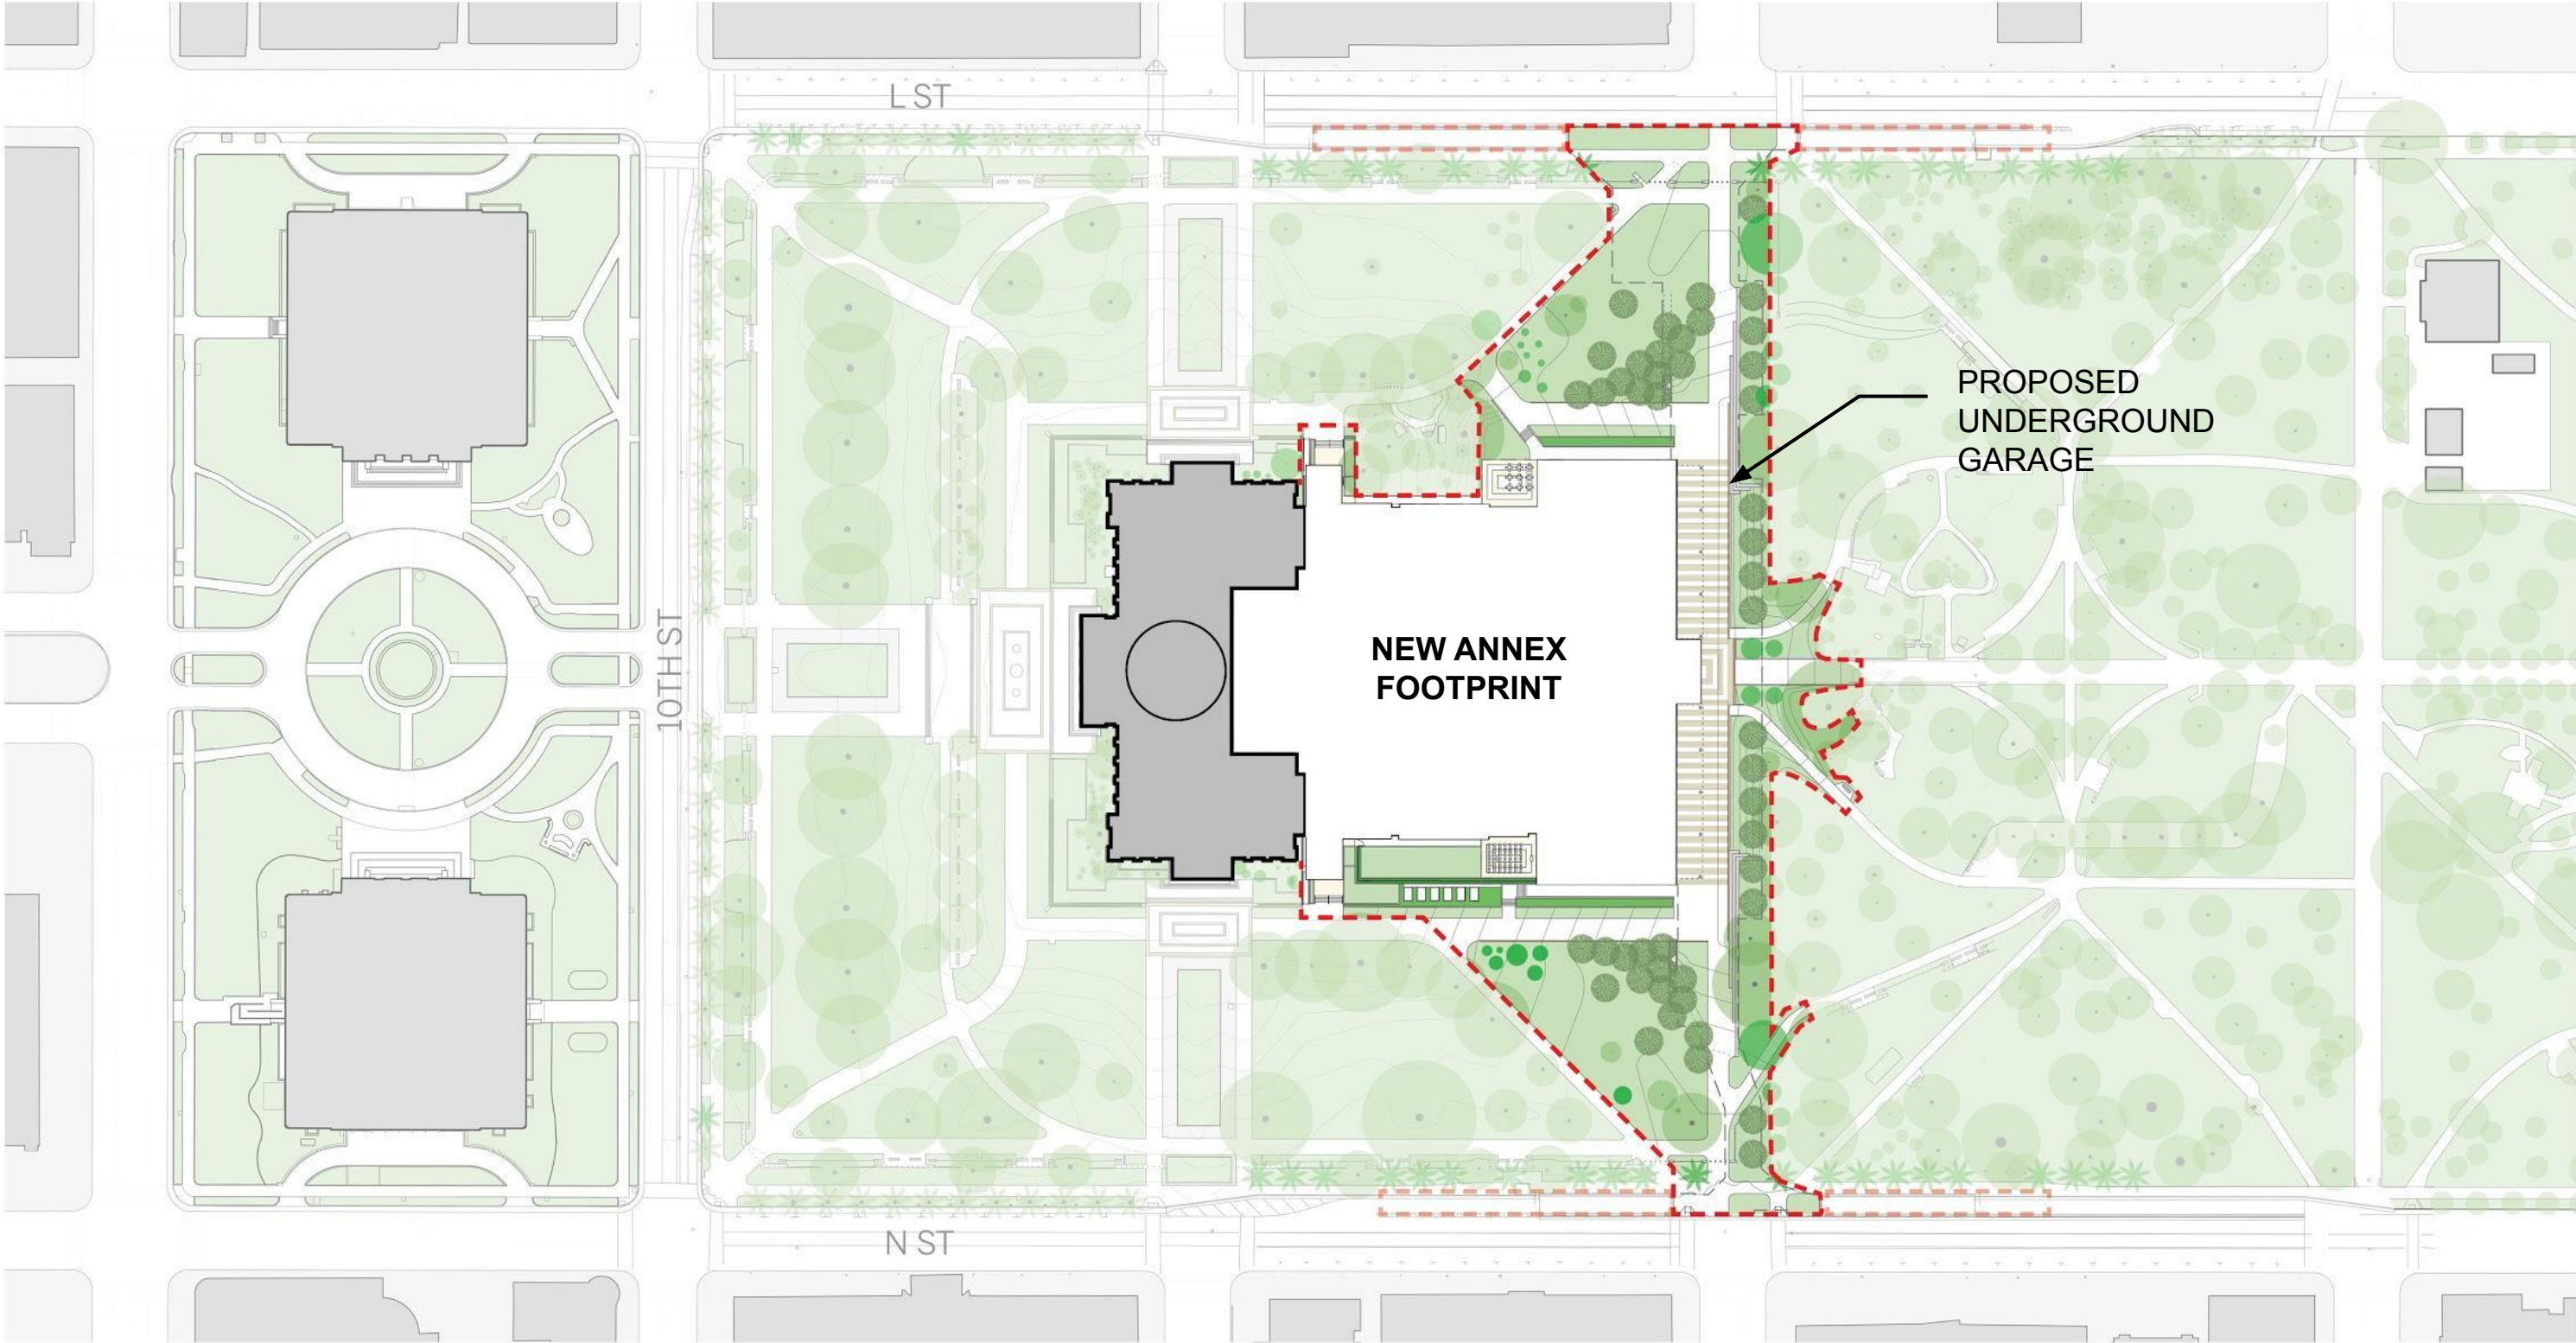 L ST
PROPOSED
UNDERGROUND
GARAGE
10TH ST
NEW ANNEX
FOOTPRINT
N ST